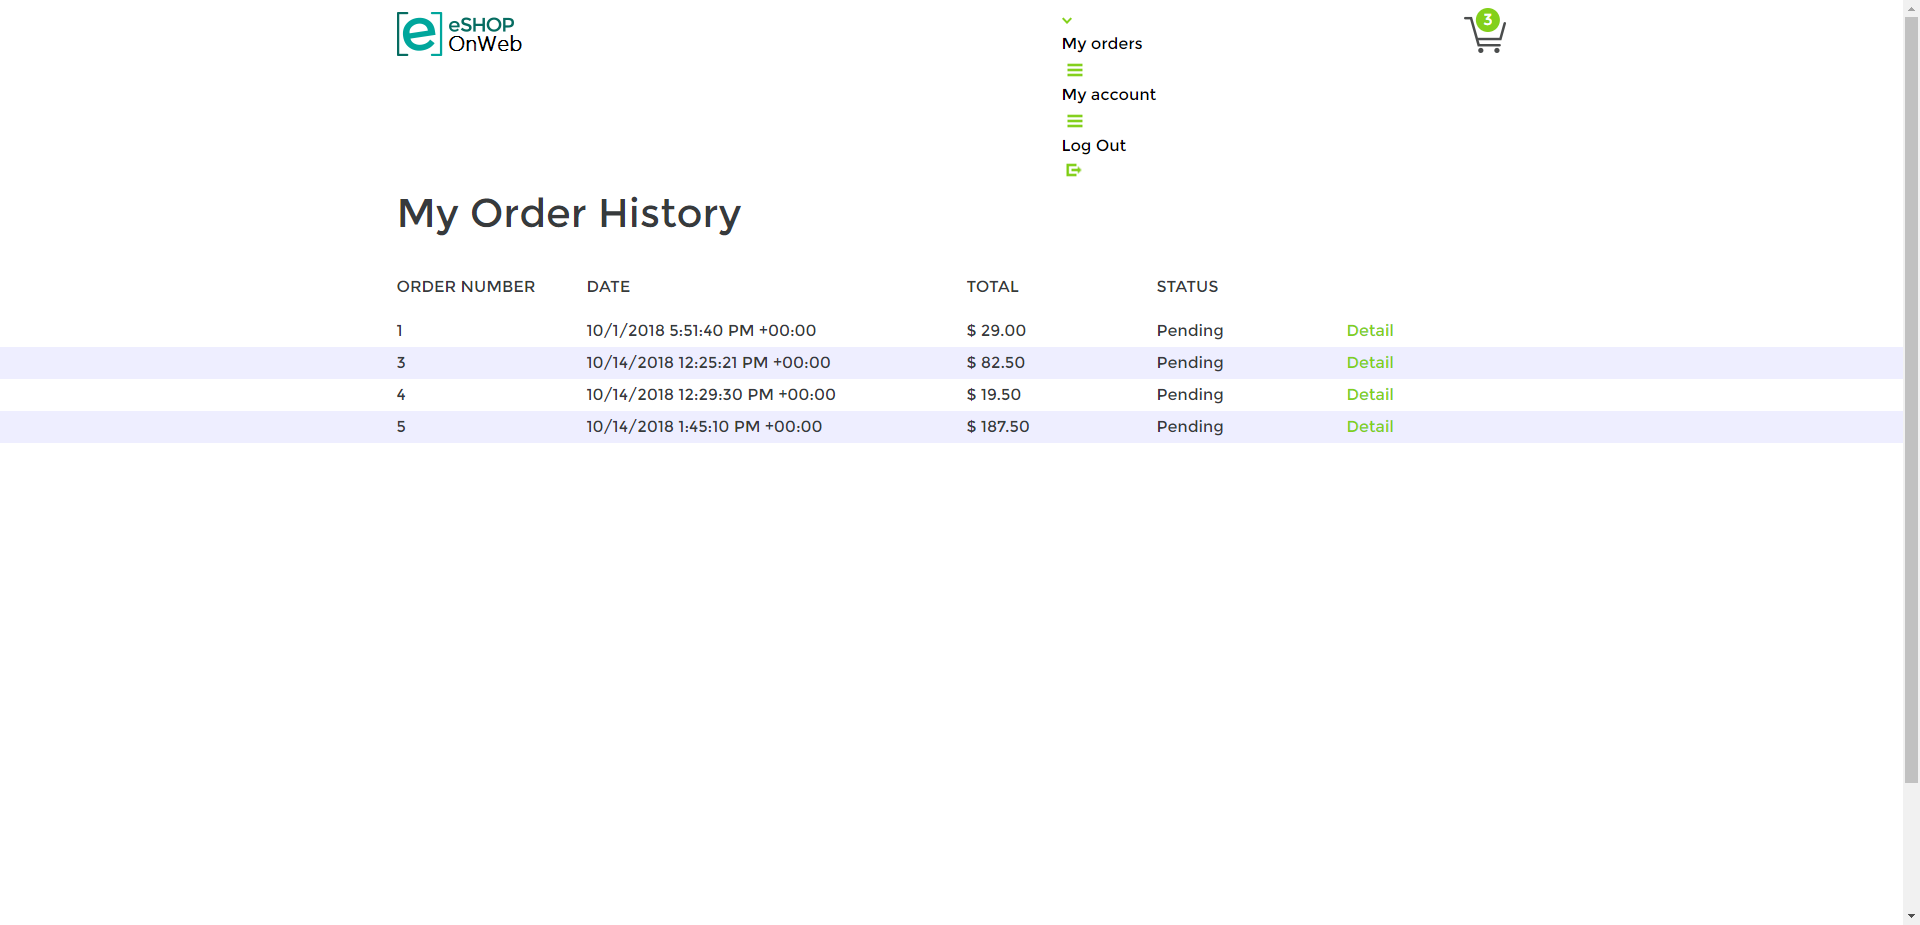 eSHOP
OnWeb
My orders
My account
Log Out
3
My Order History
ORDER NUMBER DATE TOTAL STATUS
1 10/1/2018 5:51:40 PM +00:00 $ 29.00 Pending Detail
3 10/14/2018 12:25:21 PM +00:00 $ 82.50 Pending Detail
4 10/14/2018 12:29:30 PM +00:00 $ 19.50 Pending Detail
5 10/14/2018 1:45:10 PM +00:00 $ 187.50 Pending Detail